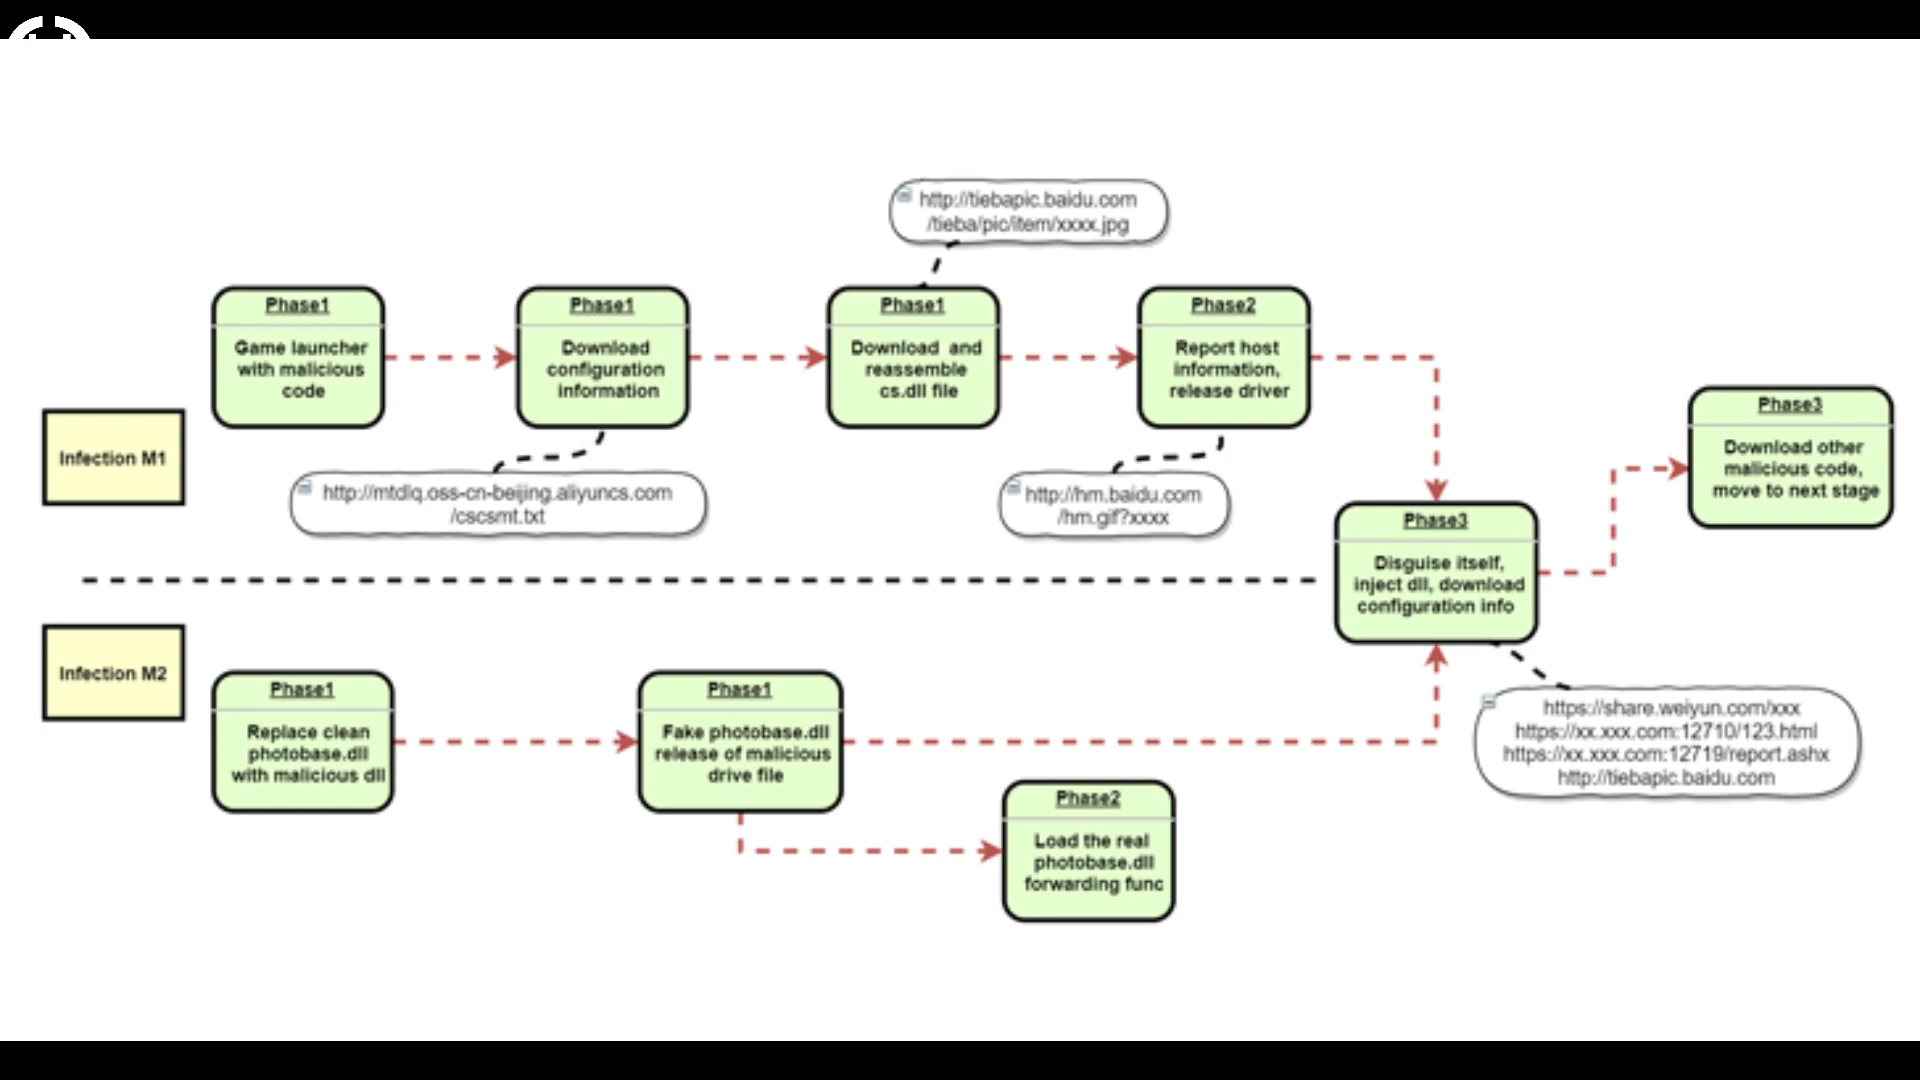 http://tiebapic.baidu.com
/tieba/pic/item/xxxx.jpg
Phase1
Game launcher
with malicious
code
Phase1
Download
configuration
information
Phase1
Download and
reassemble
cs.dll file
Phase2
Report host
information,
release driver
Infection M1
http://mtdlq.oss-cn-beijing.aliyuncs.com
/cscsmt.txt
http://hm.baidu.com
/hm.gif?xxxx
Phase3
Download other
malicious code,
move to next stage
Phase3
Disguise itself,
inject dll, download
configuration info
Infection M2
Phase1
Replace clean
photobase.dll
with malicious dll
Phase1
Fake photobase.dll
release of malicious
drive file
https://share.weiyun.com/xxx
https://xx.xxx.com:12710/123.html
https://xx.xxx.com:12719/report.ashx
http://tiebapic.baidu.com
Phase2
Load the real
photobase.dll
forwarding func